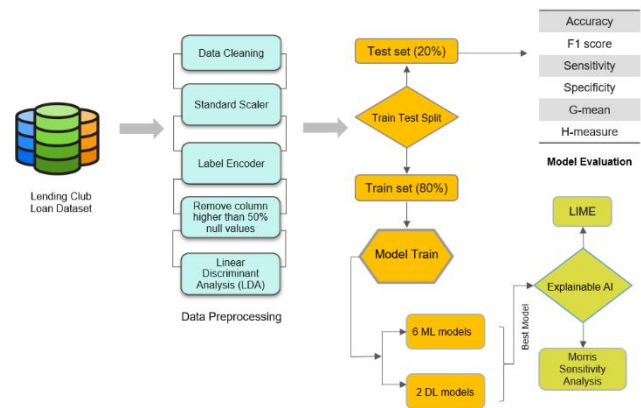 Lending Club
Loan Dataset
Data Cleaning
Standard Scaler
Label Encoder
Remove column
higher than 50%
null values
Linear
Discriminant
Analysis (LDA)
Data Preprocessing
Test set (20%)
Train Test Split
Train set (80%)
Model Train
6 ML models
2 DL models
Accuracy
F1 score
Sensitivity
Specificity
G-mean
H-measure
Model Evaluation
LIME
Explainable AI
Best Model
Morris
Sensitivity
Analysis